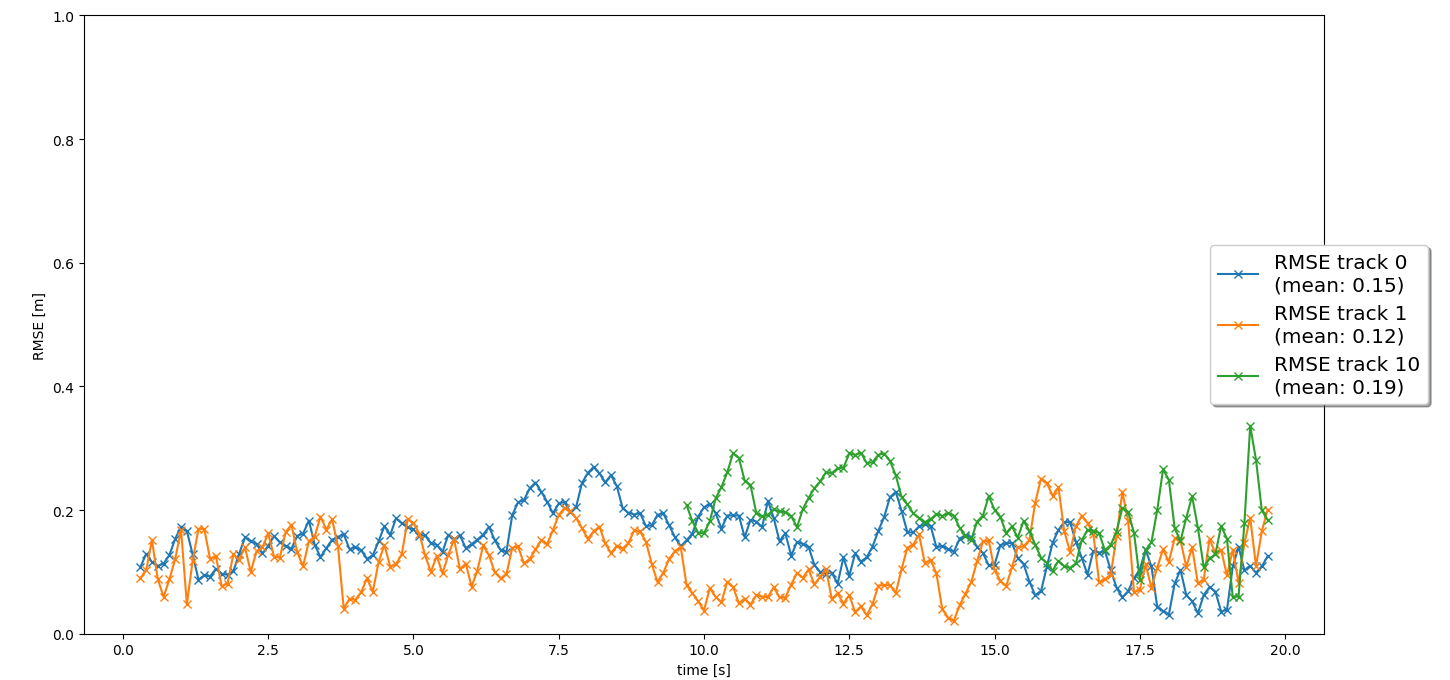 1.0
0.8
0.6
0.4
0.2
0.0
RMSE [m]
0.0 2.5 5.0 7.5 10.0 12.5 15.0 17.5 20.0
time [s]
RMSE track 0
(mean: 0.15)
RMSE track 1
(mean: 0.12)
RMSE track 10
(mean: 0.19)